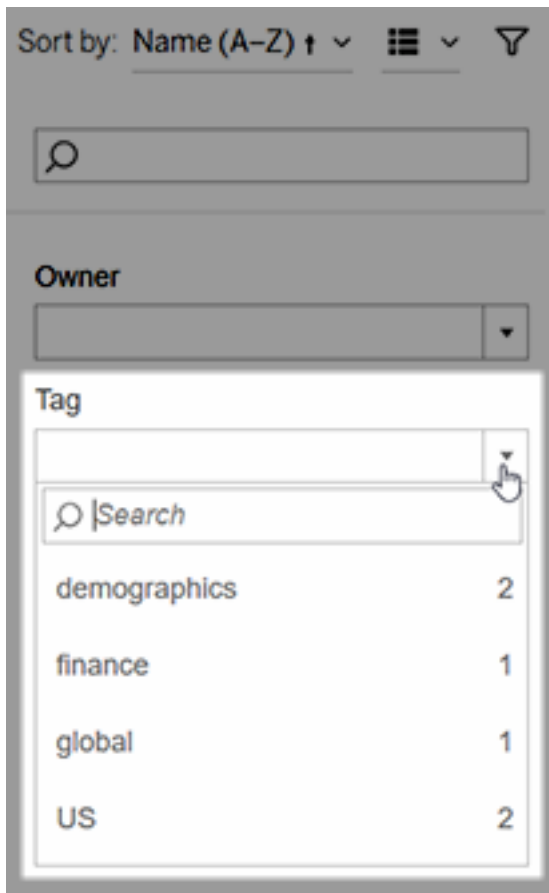 Sort by: Name (A–Z) ↑
Owner
Tag
Search
demographics 2
finance 1
global 1
US 2